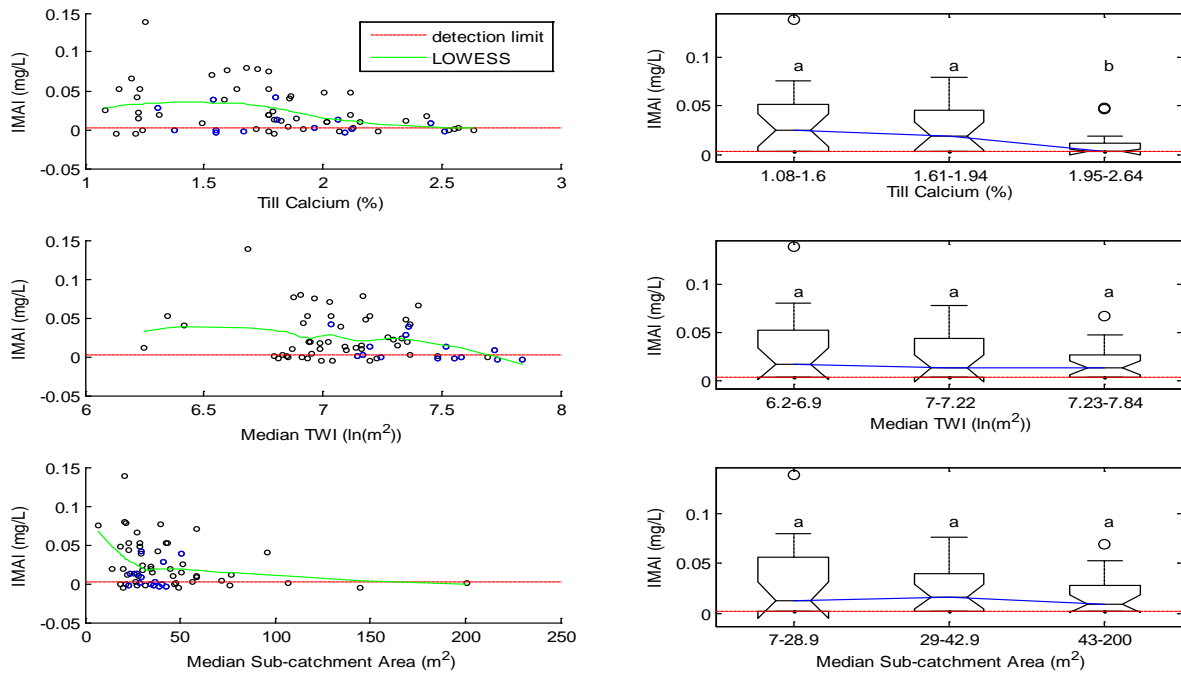 0.15
0.1
0.05
0
-0.05
IMAl (mg/L)
detection limit
LOWESS
1 1.5 2 2.5 3
Till Calcium (%)
0.1
0.05
0
IMAl (mg/L)
a a b
1.08-1.6 1.61-1.94 1.95-2.64
Till Calcium (%)
0.15
0.1
0.05
0
-0.05
IMAl (mg/L)
6 6.5 7 7.5 8
Median TWI (ln(m²))
0.1
0.05
0
IMAl (mg/L)
a a a
6.2-6.9 7-7.22 7.23-7.84
Median TWI (ln(m²))
0.15
0.1
0.05
0
-0.05
IMAl (mg/L)
0 50 100 150 200 250
Median Sub-catchment Area (m²)
0.1
0.05
0
IMAl (mg/L)
a a a
7-28.9 29-42.9 43-200
Median Sub-catchment Area (m²)